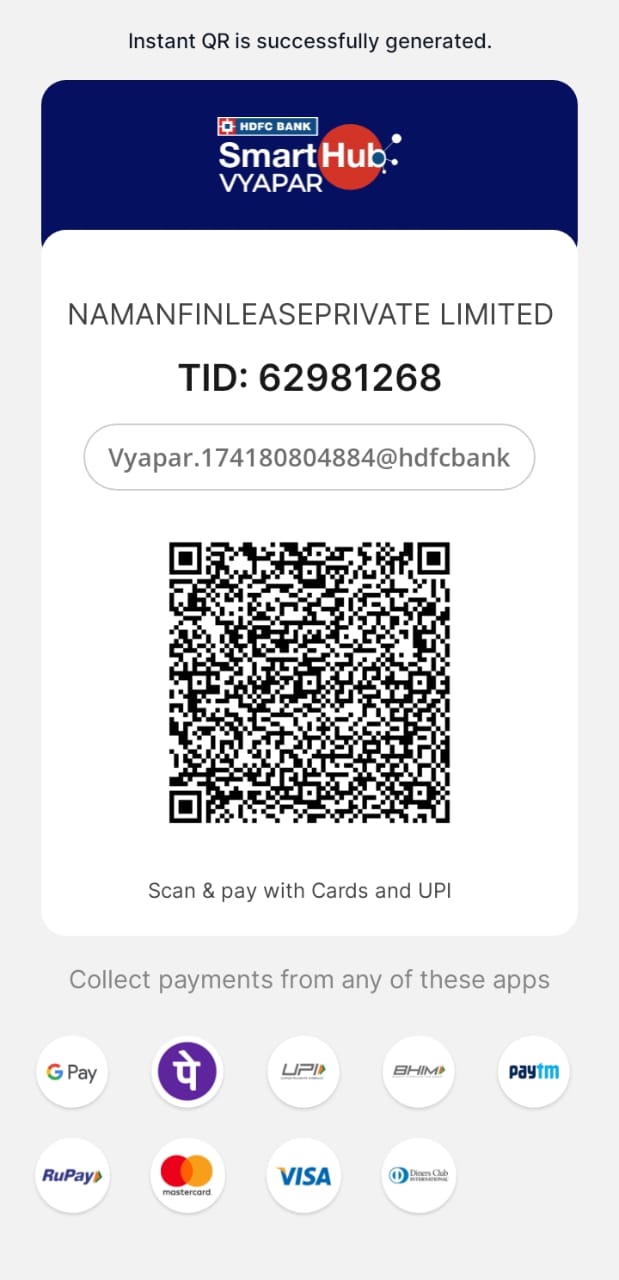 Instant QR is successfully generated.
HDFC BANK
SmartHub
VYAPAR
NAMANFINLEASEPRIVATE LIMITED
TID: 62981268
Vyapar.174180804884@hdfcbank
Scan & pay with Cards and UPI
Collect payments from any of these apps
G Pay
पे
UPI
BHIM
paytm
RuPay
mastercard
VISA
Diners Club
INTERNATIONAL